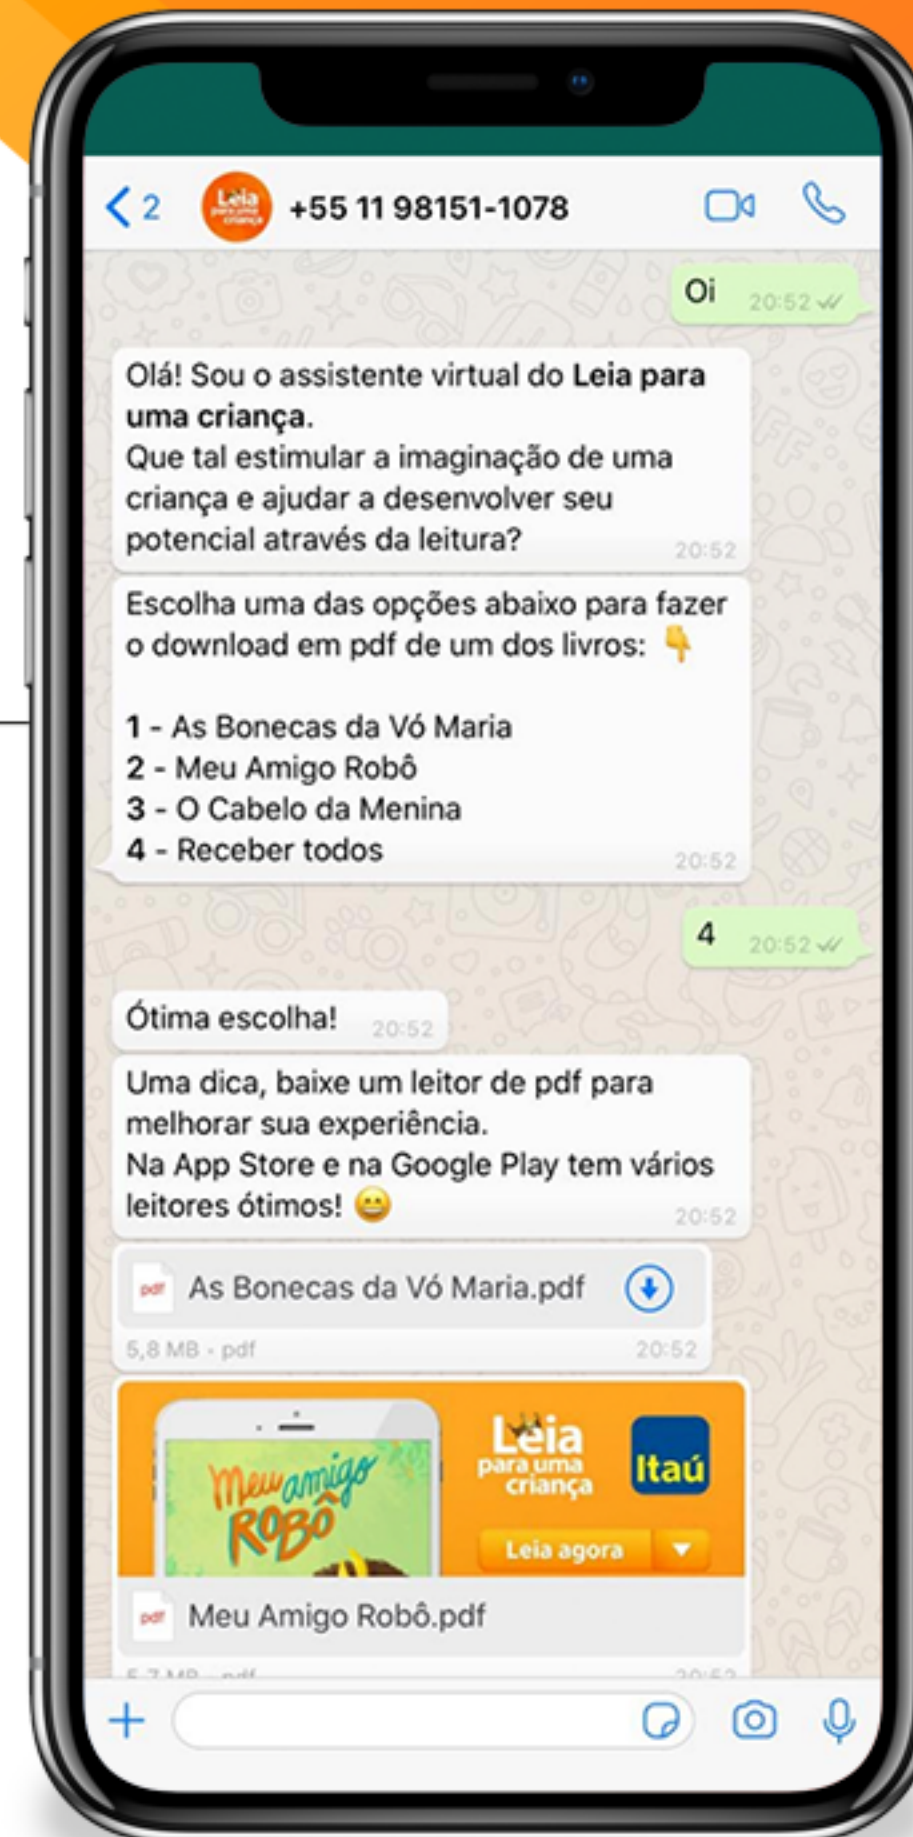 2
Leia
para uma
criança
+55 11 98151-1078
Oi
20:52
Olá! Sou o assistente virtual do Leia para
uma criança.
Que tal estimular a imaginação de uma
criança e ajudar a desenvolver seu
potencial através da leitura?
20:52
Escolha uma das opções abaixo para fazer
o download em pdf de um dos livros: 👇
1 - As Bonecas da Vó Maria
2 - Meu Amigo Robô
3 - O Cabelo da Menina
4 - Receber todos
20:52
4
20:52
Ótima escolha!
20:52
Uma dica, baixe um leitor de pdf para
melhorar sua experiência.
Na App Store e na Google Play tem vários
leitores ótimos! 😄
20:52
pdf As Bonecas da Vó Maria.pdf
5,8 MB - pdf
20:52
Meu amigo
ROBÔ
Leia
para uma
criança
Itaú
Leia agora
pdf Meu Amigo Robô.pdf
5,7 MB - pdf
20:52